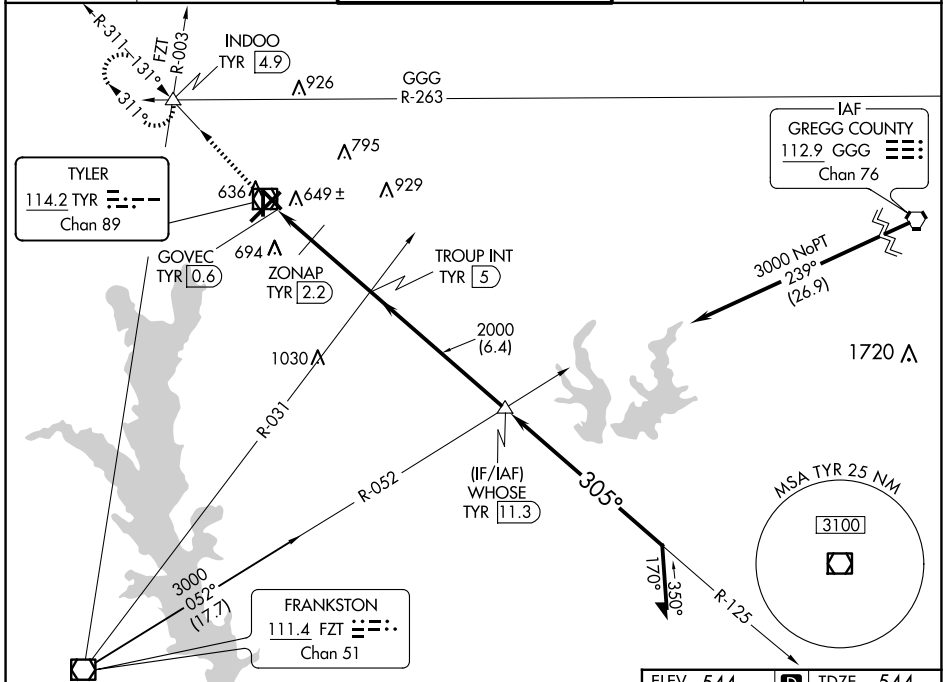 R-311
131°
311°
FZT
R-003
INDOO
TYR 4.9
926
GGG
R-263
IAF
GREGG COUNTY
112.9 GGG
Chan 76
795
TYLER
114.2 TYR
Chan 89
636
649 ±
929
694
GOVEC
TYR 0.6
ZONAP
TYR 2.2
TROUP INT
TYR 5
3000 NoPT
239°
(26.9)
2000
(6.4)
1030
1720
R-031
R-052
(IF/IAF)
WHOSE
TYR 11.3
305°
MSA TYR 25 NM
3100
170°
350°
R-125
3000
052°
(17.7)
FRANKSTON
111.4 FZT
Chan 51
ELEV 544 D TDZE 544